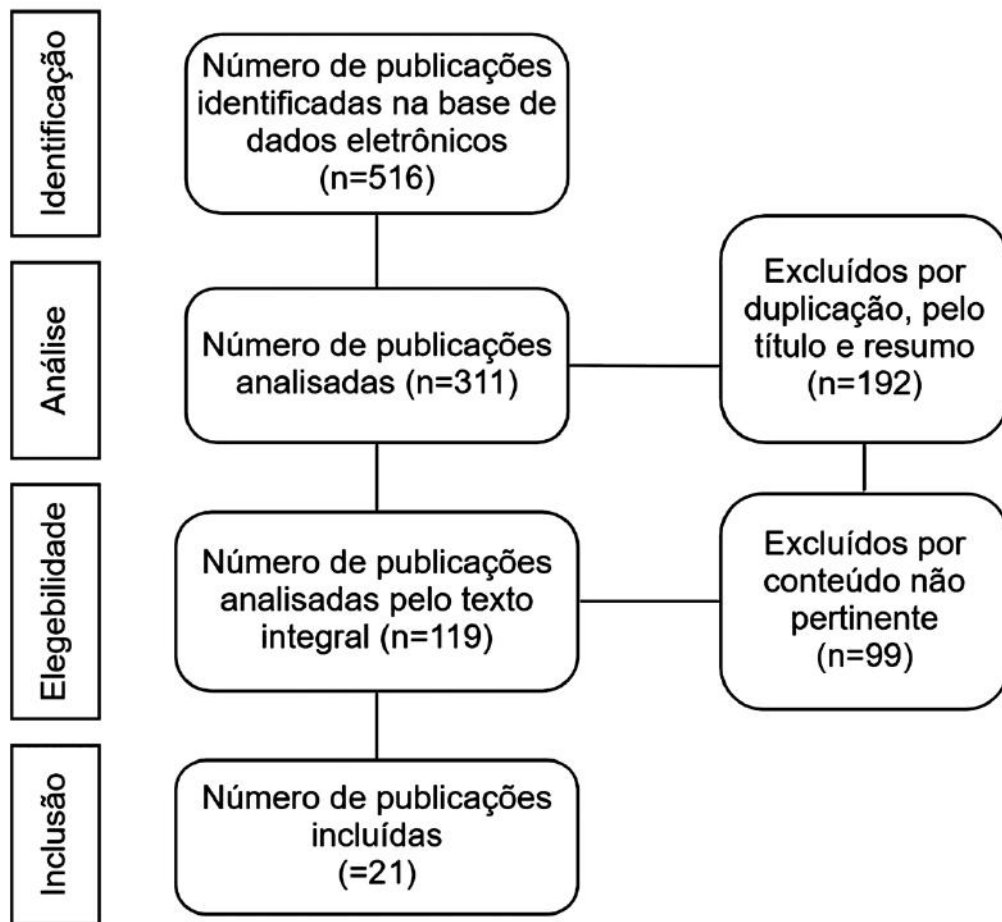 Identificação
Número de publicações
identificadas na base de
dados eletrônicos
(n=516)
Análise
Número de publicações
analisadas (n=311)
Excluídos por
duplicação, pelo
título e resumo
(n=192)
Elegebilidade
Número de publicações
analisadas pelo texto
integral (n=119)
Excluídos por
conteúdo não
pertinente
(n=99)
Inclusão
Número de publicações
incluídas
(=21)